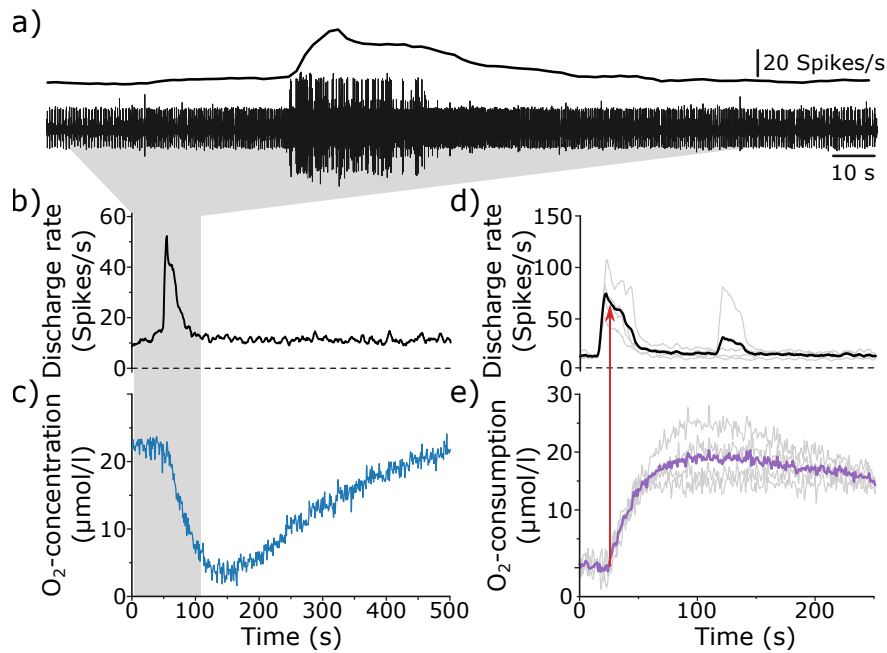 a)
20 Spikes/s
10 s
b)
Discharge rate
(Spikes/s)
60
40
20
0
c)
O₂-concentration
(µmol/l)
20
10
0
0 100 200 300 400 500
Time (s)
d)
Discharge rate
(Spikes/s)
150
100
50
0
e)
O₂-consumption
(µmol/l)
30
20
10
0
0 100 200
Time (s)